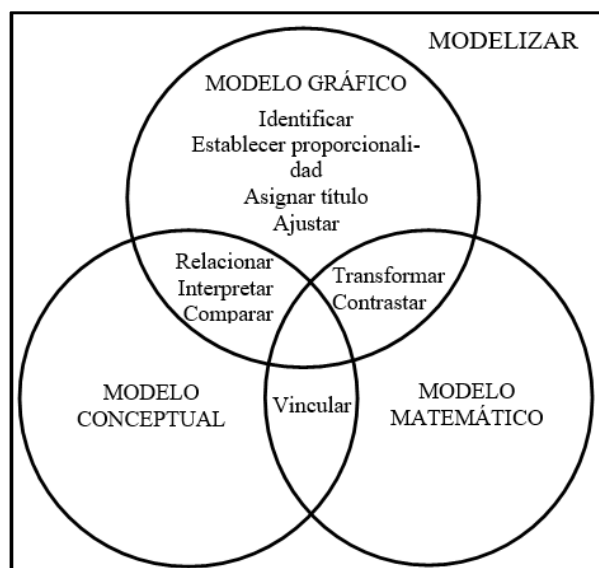 MODELIZAR
MODELO GRÁFICO
Identificar
Establecer proporcionali-
dad
Asignar título
Ajustar
Relacionar
Interpretar
Comparar
Transformar
Contrastar
MODELO
CONCEPTUAL
Vincular
MODELO
MATEMÁTICO